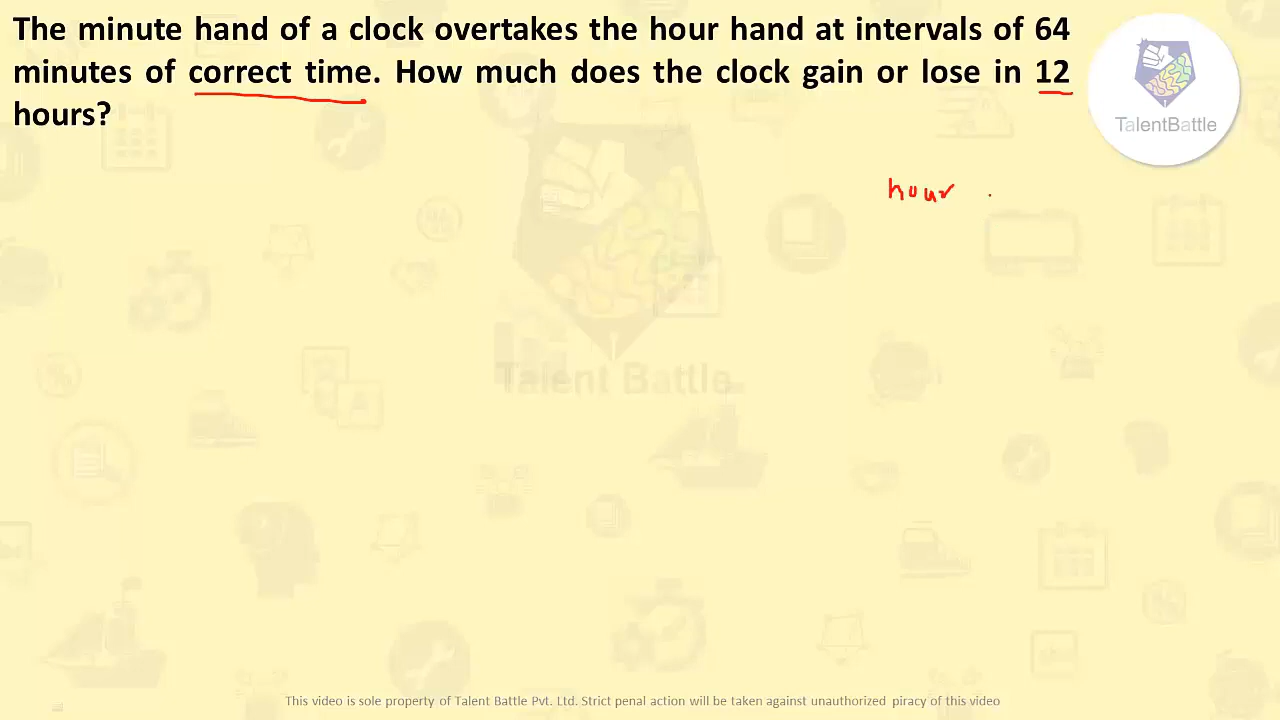 The minute hand of a clock overtakes the hour hand at intervals of 64
minutes of correct time. How much does the clock gain or lose in 12
hours?
TalentBattle
hour
Talent Battle
This video is sole property of Talent Battle Pvt. Ltd. Strict penal action will be taken against unauthorized piracy of this video